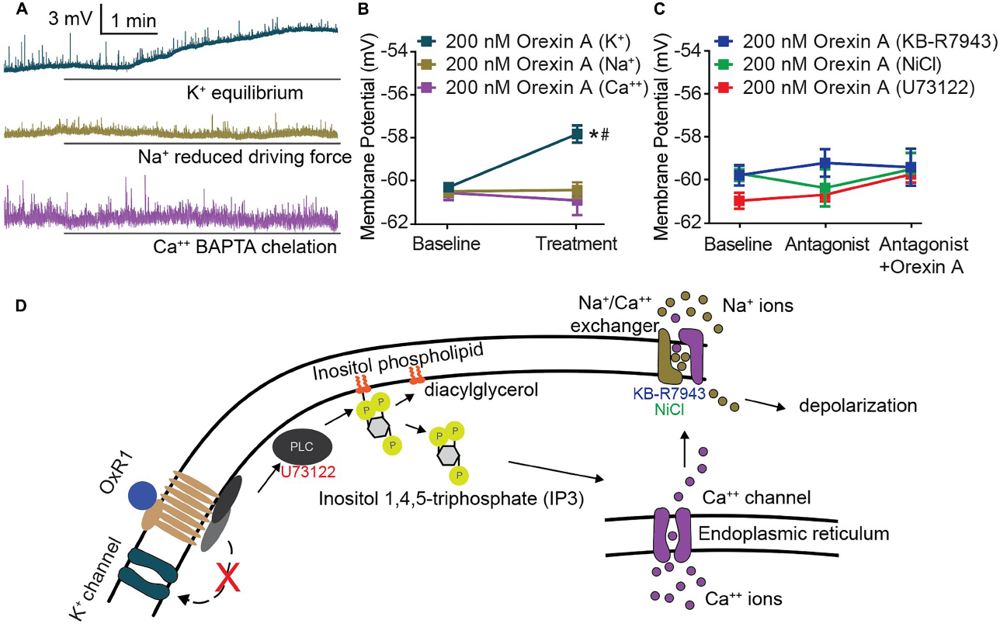 A
3 mV
1 min
K⁺ equilibrium
Na⁺ reduced driving force
Ca⁺⁺ BAPTA chelation
B
200 nM Orexin A (K⁺)
200 nM Orexin A (Na⁺)
200 nM Orexin A (Ca⁺⁺)
Membrane Potential (mV)
-54
-56
-58
-60
-62
*#
Baseline
Treatment
C
200 nM Orexin A (KB-R7943)
200 nM Orexin A (NiCl)
200 nM Orexin A (U73122)
Membrane Potential (mV)
-54
-56
-58
-60
-62
Baseline
Antagonist
Antagonist
+Orexin A
D
Na⁺/Ca⁺⁺
exchanger
Na⁺ ions
Inositol phospholipid
diacylglycerol
KB-R7943
NiCl
depolarization
P
P
P
PLC
U73122
P
P
P
OxR1
Inositol 1,4,5-triphosphate (IP3)
Ca⁺⁺ channel
Endoplasmic reticulum
K⁺ channel
X
Ca⁺⁺ ions